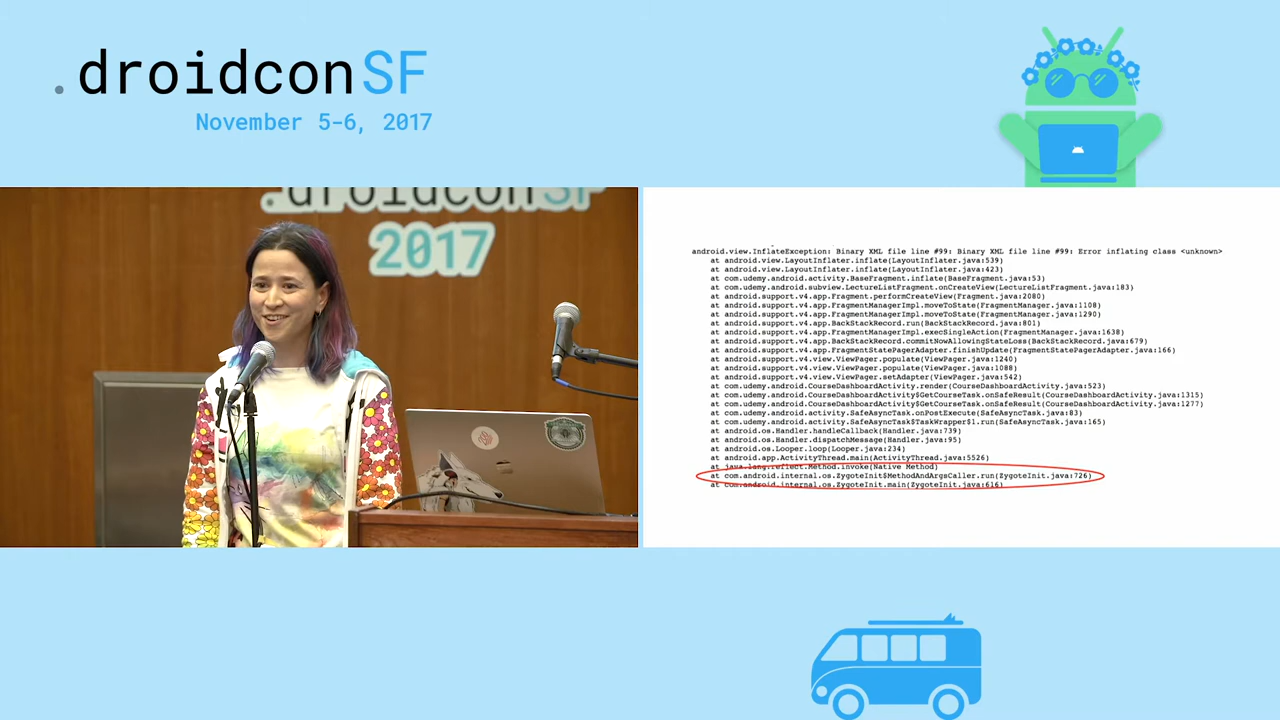 .droidconSF
November 5-6, 2017
.droidconSF
2017
android.view.InflateException: Binary XML file line #99: Binary XML file line #99: Error inflating class <unknown>
at android.view.LayoutInflater.inflate(LayoutInflater.java:539)
at android.view.LayoutInflater.inflate(LayoutInflater.java:423)
at com.udemy.android.activity.BaseFragment.inflate(BaseFragment.java:53)
at com.udemy.android.subview.LectureListFragment.onCreateView(LectureListFragment.java:183)
at android.support.v4.app.Fragment.performCreateView(Fragment.java:2080)
at android.support.v4.app.FragmentManagerImpl.moveToState(FragmentManager.java:1108)
at android.support.v4.app.FragmentManagerImpl.moveToState(FragmentManager.java:1290)
at android.support.v4.app.BackStackRecord.run(BackStackRecord.java:801)
at android.support.v4.app.FragmentManagerImpl.execSingleAction(FragmentManager.java:1638)
at android.support.v4.app.BackStackRecord.commitNowAllowingStateLoss(BackStackRecord.java:679)
at android.support.v4.app.FragmentStatePagerAdapter.finishUpdate(FragmentStatePagerAdapter.java:166)
at android.support.v4.view.ViewPager.populate(ViewPager.java:1240)
at android.support.v4.view.ViewPager.populate(ViewPager.java:1088)
at android.support.v4.view.ViewPager.setAdapter(ViewPager.java:542)
at com.udemy.android.CourseDashboardActivity.render(CourseDashboardActivity.java:523)
at com.udemy.android.CourseDashboardActivity$GetCourseTask.onSafeResult(CourseDashboardActivity.java:1315)
at com.udemy.android.CourseDashboardActivity$GetCourseTask.onSafeResult(CourseDashboardActivity.java:1277)
at com.udemy.android.activity.SafeAsyncTask.onPostExecute(SafeAsyncTask.java:83)
at com.udemy.android.activity.SafeAsyncTask$TaskWrapper$1.run(SafeAsyncTask.java:165)
at android.os.Handler.handleCallback(Handler.java:739)
at android.os.Handler.dispatchMessage(Handler.java:95)
at android.os.Looper.loop(Looper.java:234)
at android.app.ActivityThread.main(ActivityThread.java:5526)
at java.lang.reflect.Method.invoke(Native Method)
at com.android.internal.os.ZygoteInit$MethodAndArgsCaller.run(ZygoteInit.java:726)
at com.android.internal.os.ZygoteInit.main(ZygoteInit.java:616)